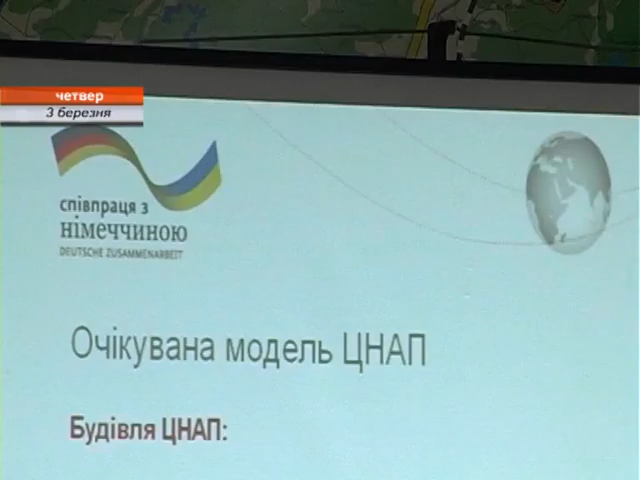 четвер
3 березня
співпраця з
німеччиною
DEUTSCHE ZUSAMMENARBEIT
Очікувана модель ЦНАП
Будівля ЦНАП: